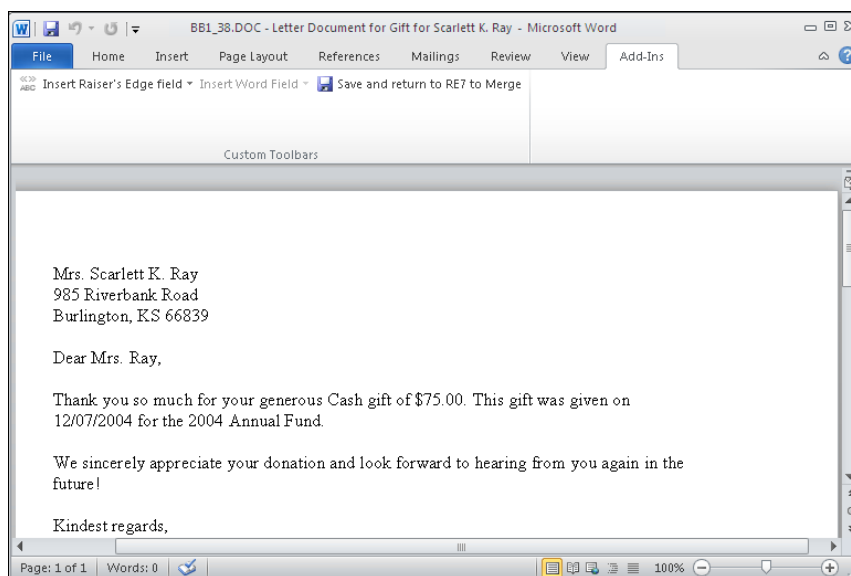 BB1_38.DOC - Letter Document for Gift for Scarlett K. Ray - Microsoft Word
File Home Insert Page Layout References Mailings Review View Add-Ins
«» ABC Insert Raiser's Edge field Insert Word Field Save and return to RE7 to Merge
Custom Toolbars
Mrs. Scarlett K. Ray
985 Riverbank Road
Burlington, KS 66839
Dear Mrs. Ray,
Thank you so much for your generous Cash gift of $75.00. This gift was given on
12/07/2004 for the 2004 Annual Fund.
We sincerely appreciate your donation and look forward to hearing from you again in the
future!
Kindest regards,
Page: 1 of 1 Words: 0 100%